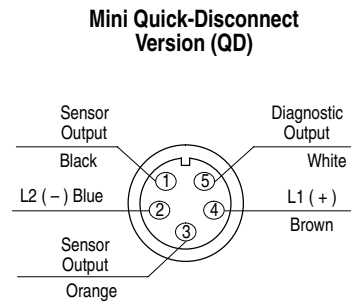 Mini Quick-Disconnect
Version (QD)
Sensor
Output
Black
Diagnostic
Output
White
1
5
L2 ( – ) Blue
2
4
L1 ( + )
Brown
3
Sensor
Output
Orange